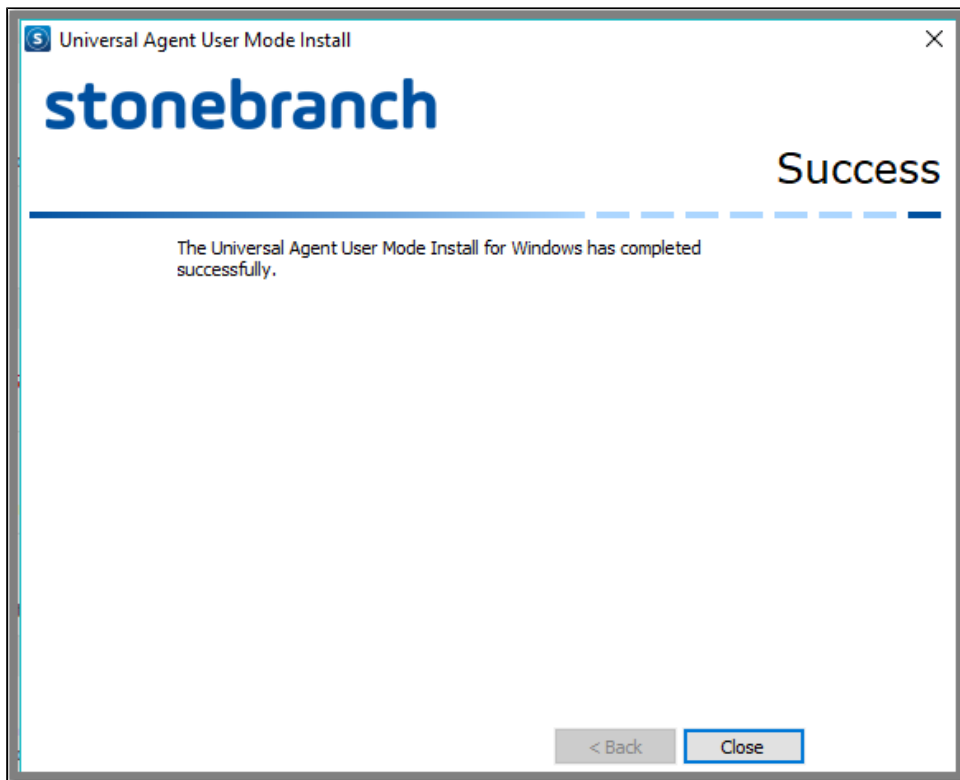 Universal Agent User Mode Install
stonebranch
Success
The Universal Agent User Mode Install for Windows has completed
successfully.
< Back
Close